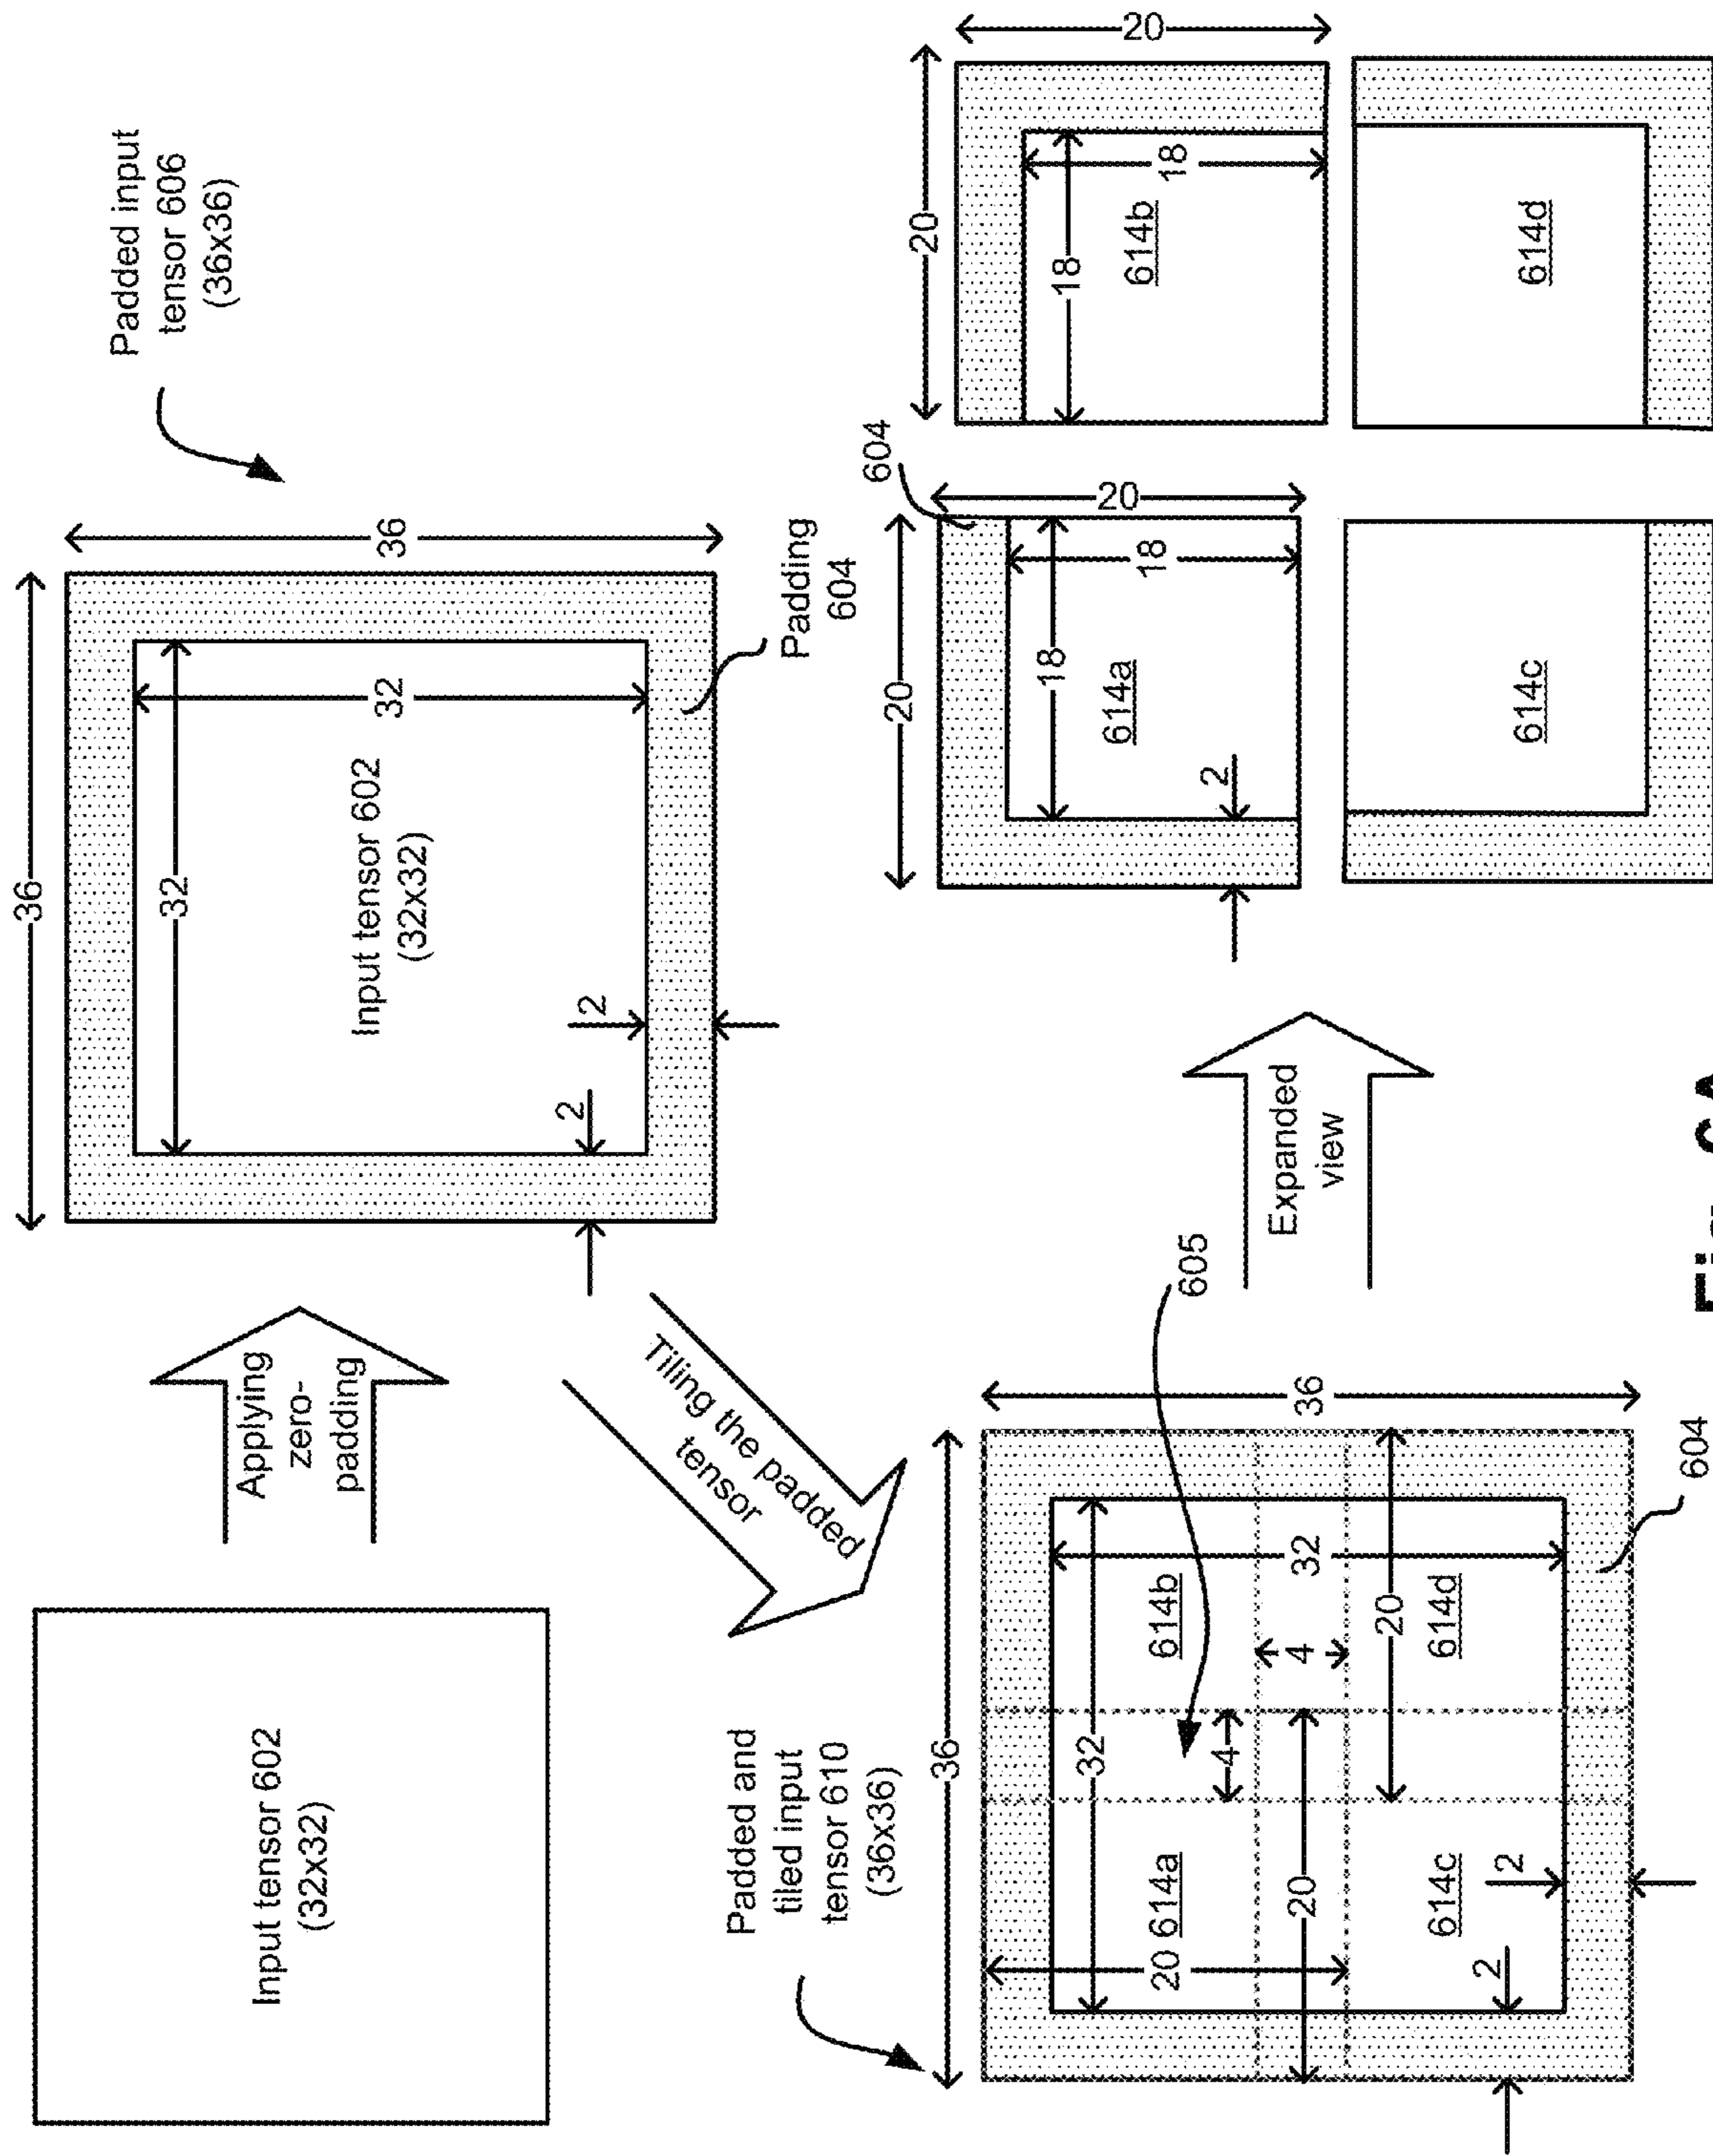 Input tensor 602
(32x32)
Applying
zero-
padding
36
36
32
32
Input tensor 602
(32x32)
2
2
Padding
604
Padded input
tensor 606
(36x36)
Tiling the padded
tensor
Padded and
tiled input
tensor 610
(36x36)
36
36
32
32
614a
614b
614c
614d
20
20
20
4
4
2
2
605
604
Expanded
view
20
20
18
18
614a
2
604
20
20
18
18
614b
614c
614d